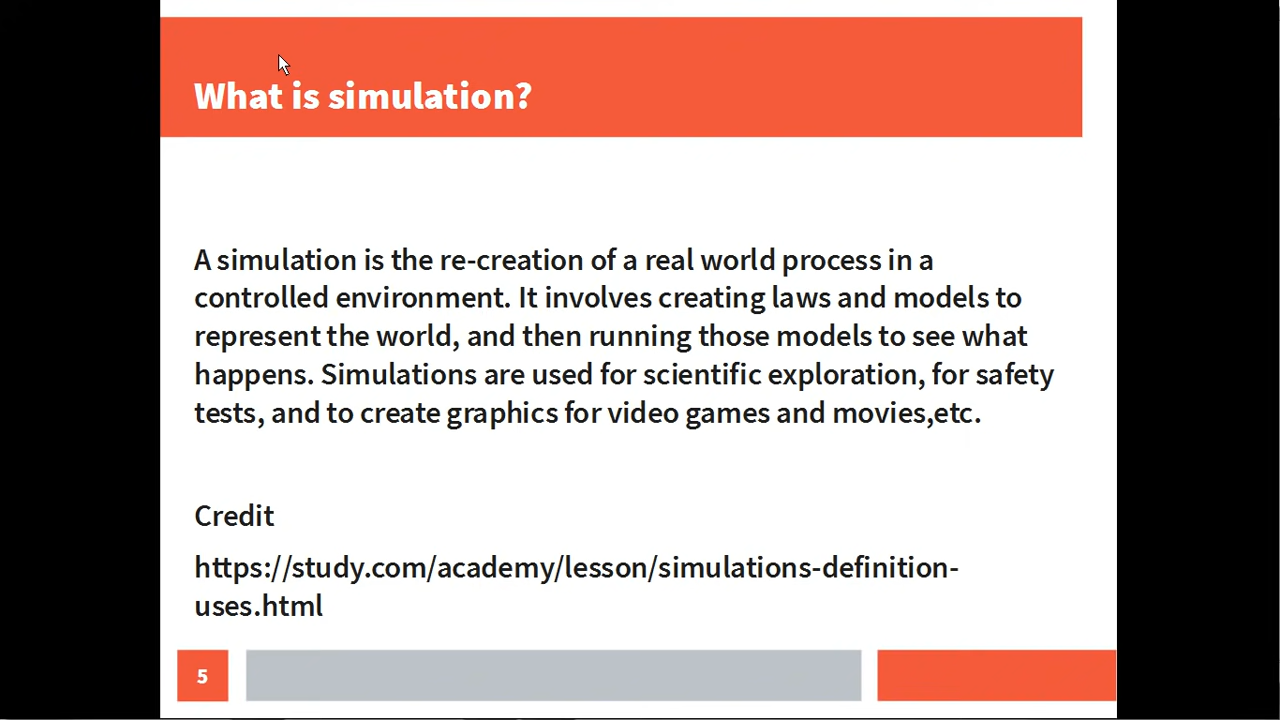 What is simulation?
A simulation is the re-creation of a real world process in a
controlled environment. It involves creating laws and models to
represent the world, and then running those models to see what
happens. Simulations are used for scientific exploration, for safety
tests, and to create graphics for video games and movies,etc.
Credit
https://study.com/academy/lesson/simulations-definition-
uses.html
5